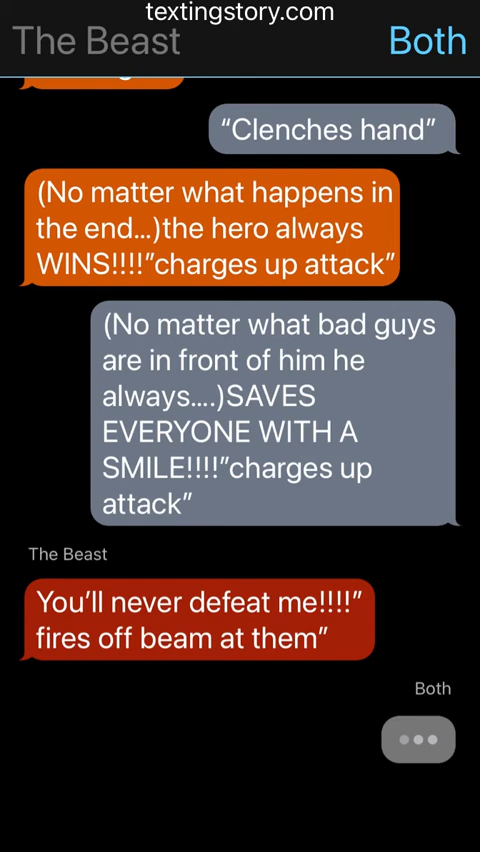 textingstory.com
The Beast
Both
“Clenches hand”
(No matter what happens in
the end...)the hero always
WINS!!!!”charges up attack”
(No matter what bad guys
are in front of him he
always....)SAVES
EVERYONE WITH A
SMILE!!!!”charges up
attack”
The Beast
You’ll never defeat me!!!!”
fires off beam at them”
Both